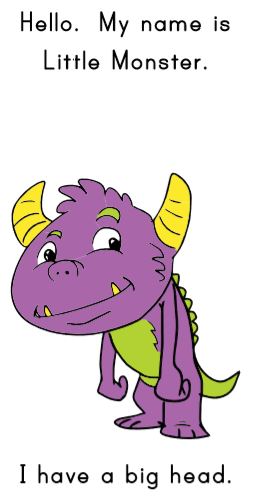 Hello. My name is
Little Monster.
I have a big head.